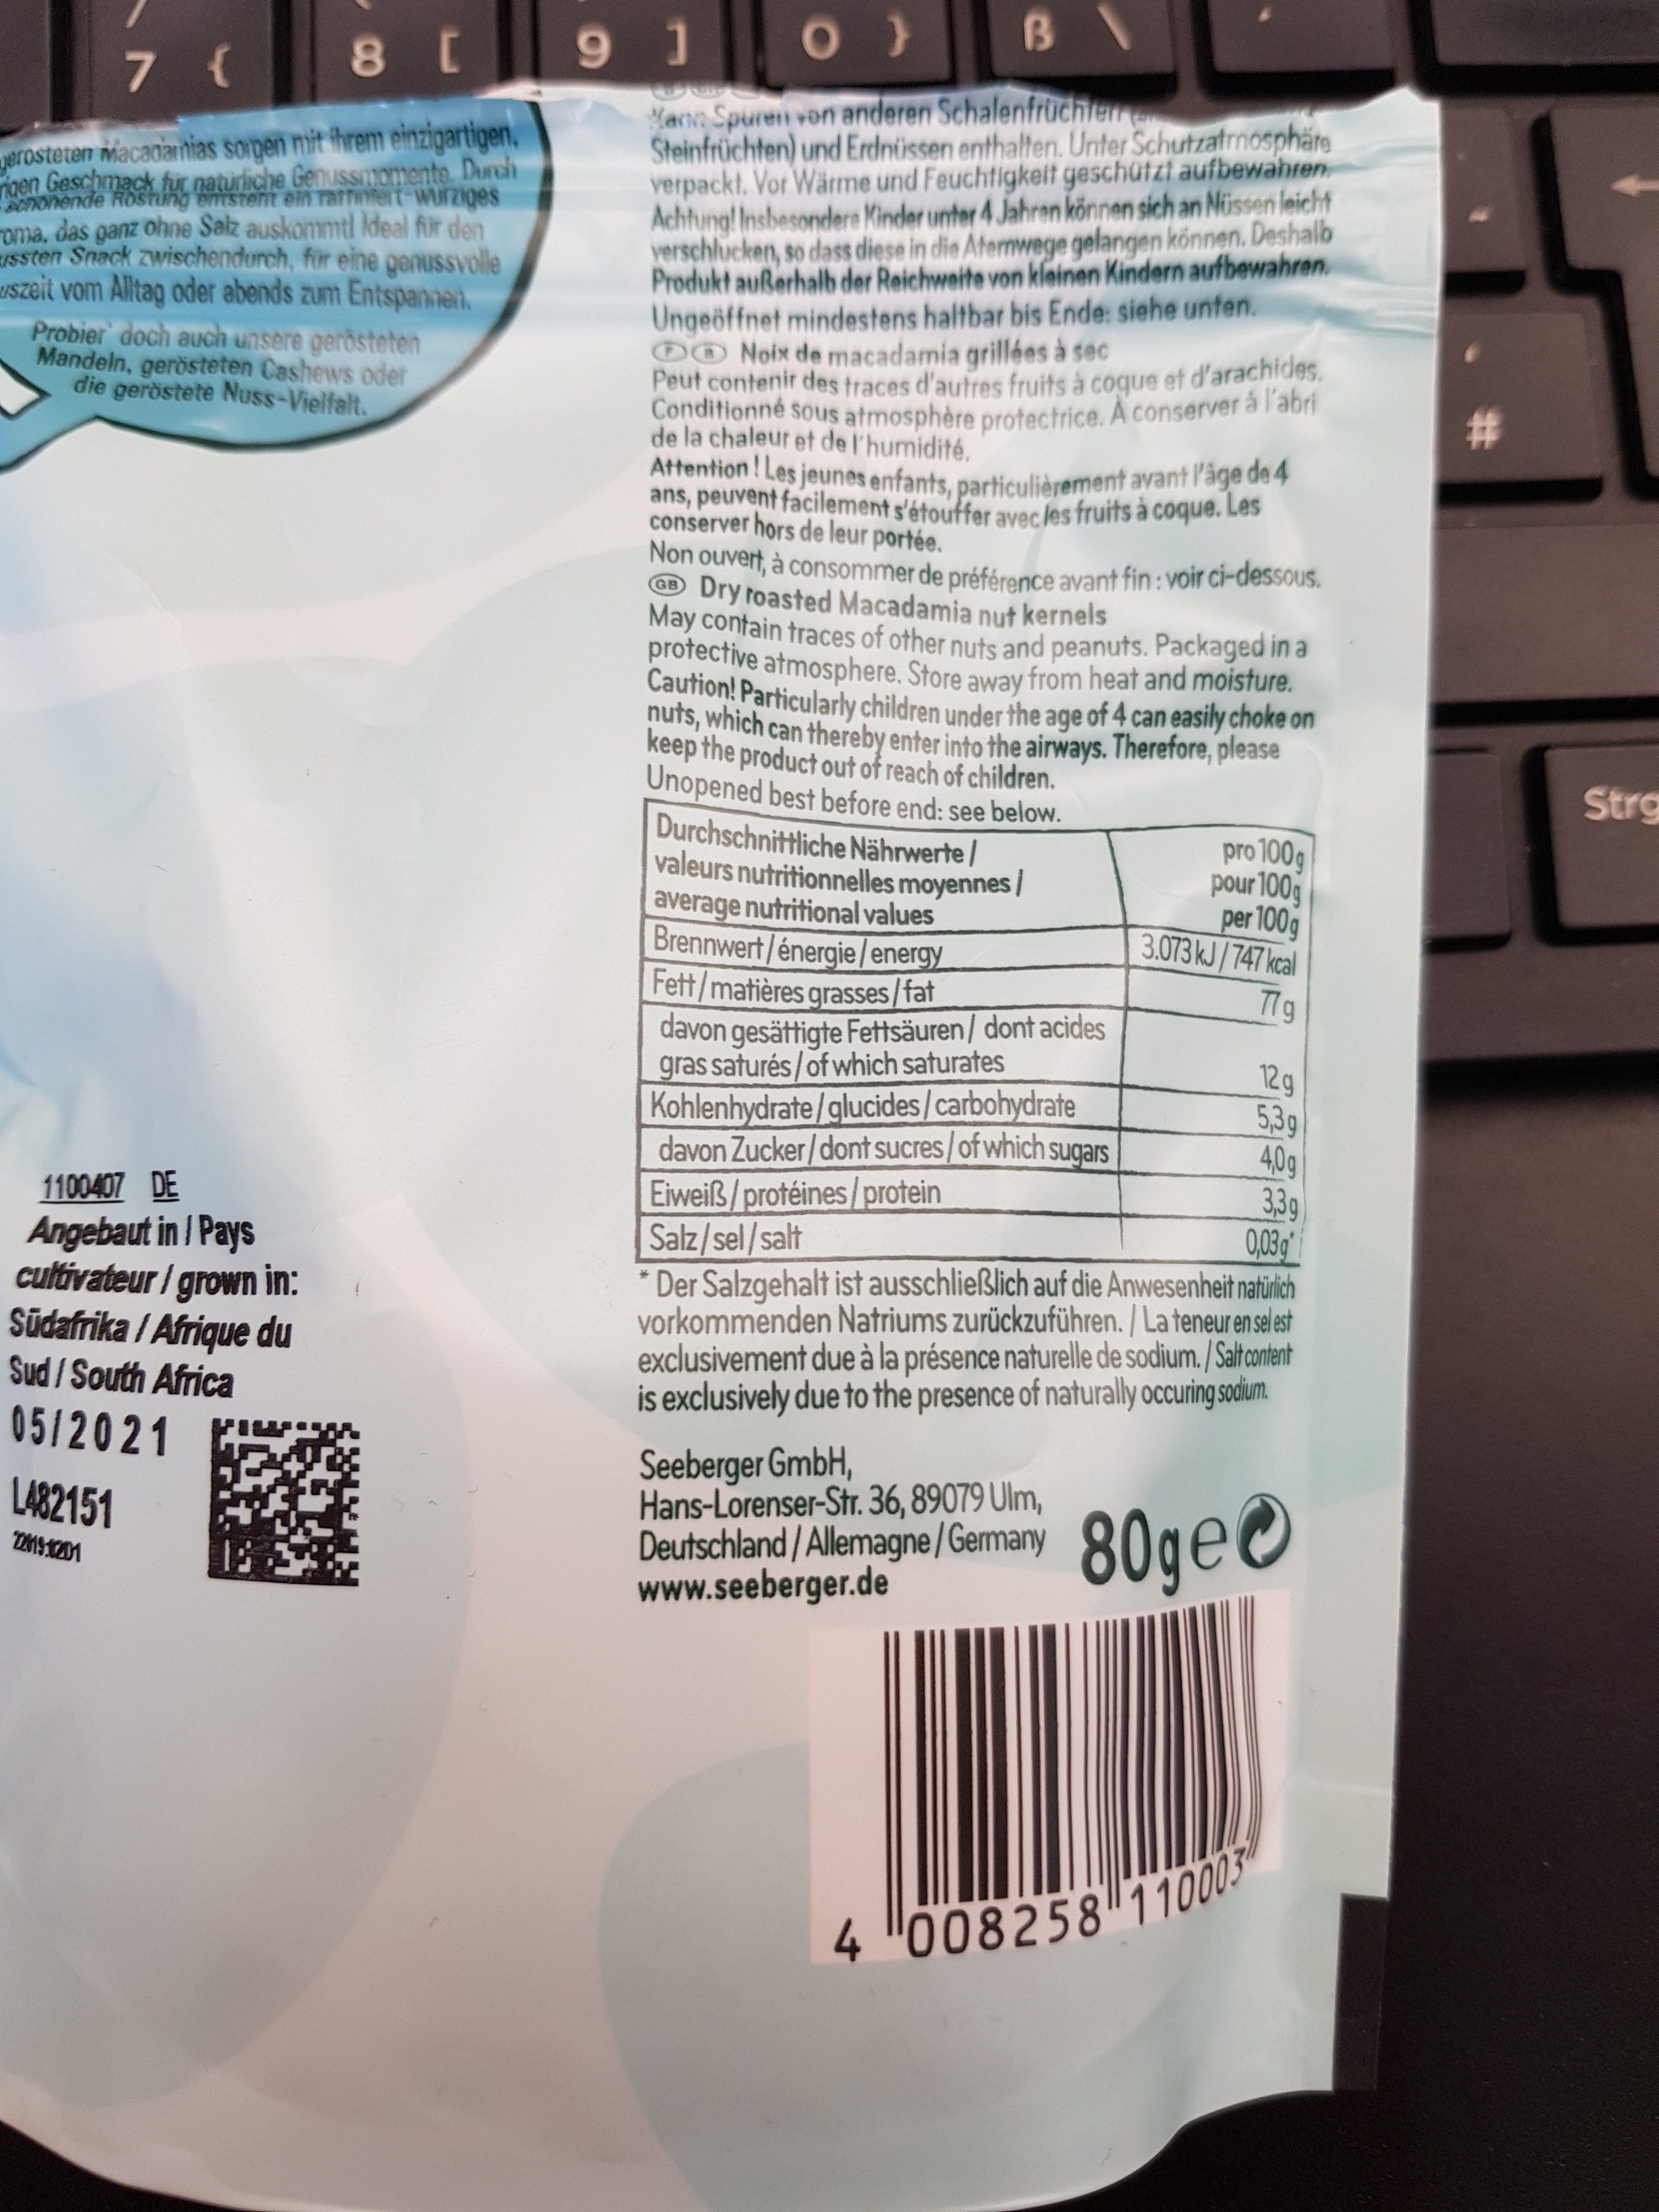 7 { 8 [ 9 ] 0 } ß \
gerösteten Macadamias sorgen mit ihrem einzigartigen,
Geschmack für natürliche Genussmomente. Durch
schonende Röstung entsteht ein raffiniert-würziges
oma, das ganz ohne Salz auskommt! Ideal für den
ussten Snack zwischendurch, für eine genussvolle
uszeit vom Alltag oder abends zum Entspannen.
Probier' doch auch unsere gerösteten
Mandeln, gerösteten Cashews oder
die geröstete Nuss-Vielfalt.
Kann Spuren von anderen Schalenfrüchten
Steinfrüchten) und Erdnüssen enthalten. Unter Schutzatmosphäre
verpackt. Vor Wärme und Feuchtigkeit geschützt aufbewahren.
Achtung! Insbesondere Kinder unter 4 Jahren können sich an Nüssen leicht
verschlucken, so dass diese in die Atemwege gelangen können. Deshalb
Produkt außerhalb der Reichweite von kleinen Kindern aufbewahren.
Ungeöffnet mindestens haltbar bis Ende: siehe unten.
F B Noix de macadamia grillées à sec
Peut contenir des traces d'autres fruits à coque et d'arachides.
Conditionné sous atmosphère protectrice. À conserver à l'abri
de la chaleur et de l'humidité.
Attention ! Les jeunes enfants, particulièrement avant l'âge de 4
ans, peuvent facilement s'étouffer avec les fruits à coque. Les
conserver hors de leur portée.
Non ouvert, à consommer de préférence avant fin : voir ci-dessous.
GB Dry roasted Macadamia nut kernels
May contain traces of other nuts and peanuts. Packaged in a
protective atmosphere. Store away from heat and moisture.
Caution! Particularly children under the age of 4 can easily choke on
nuts, which can thereby enter into the airways. Therefore, please
keep the product out of reach of children.
Unopened best before end: see below.
Durchschnittliche Nährwerte / pro 100g
valeurs nutritionnelles moyennes / pour 100g
average nutritional values per 100g
Brennwert / énergie / energy 3.073 kJ / 747 kcal
Fett / matières grasses / fat 77g
davon gesättigte Fettsäuren / dont acides
gras saturés / of which saturates 12g
Kohlenhydrate / glucides / carbohydrate 5,3g
davon Zucker / dont sucres / of which sugars 4,0g
Eiweiß / protéines / protein 3,3g
Salz / sel / salt 0,03g*
* Der Salzgehalt ist ausschließlich auf die Anwesenheit natürlich
vorkommenden Natriums zurückzuführen. / La teneur en sel est
exclusivement due à la présence naturelle de sodium. / Salt content
is exclusively due to the presence of naturally occuring sodium.
1100407 DE
Angebaut in / Pays
cultivateur / grown in:
Südafrika / Afrique du
Sud / South Africa
05/2021
L482151
Seeberger GmbH,
Hans-Lorenser-Str. 36, 89079 Ulm,
Deutschland / Allemagne / Germany
www.seeberger.de
80g e
4 008258 110003
#
Strg